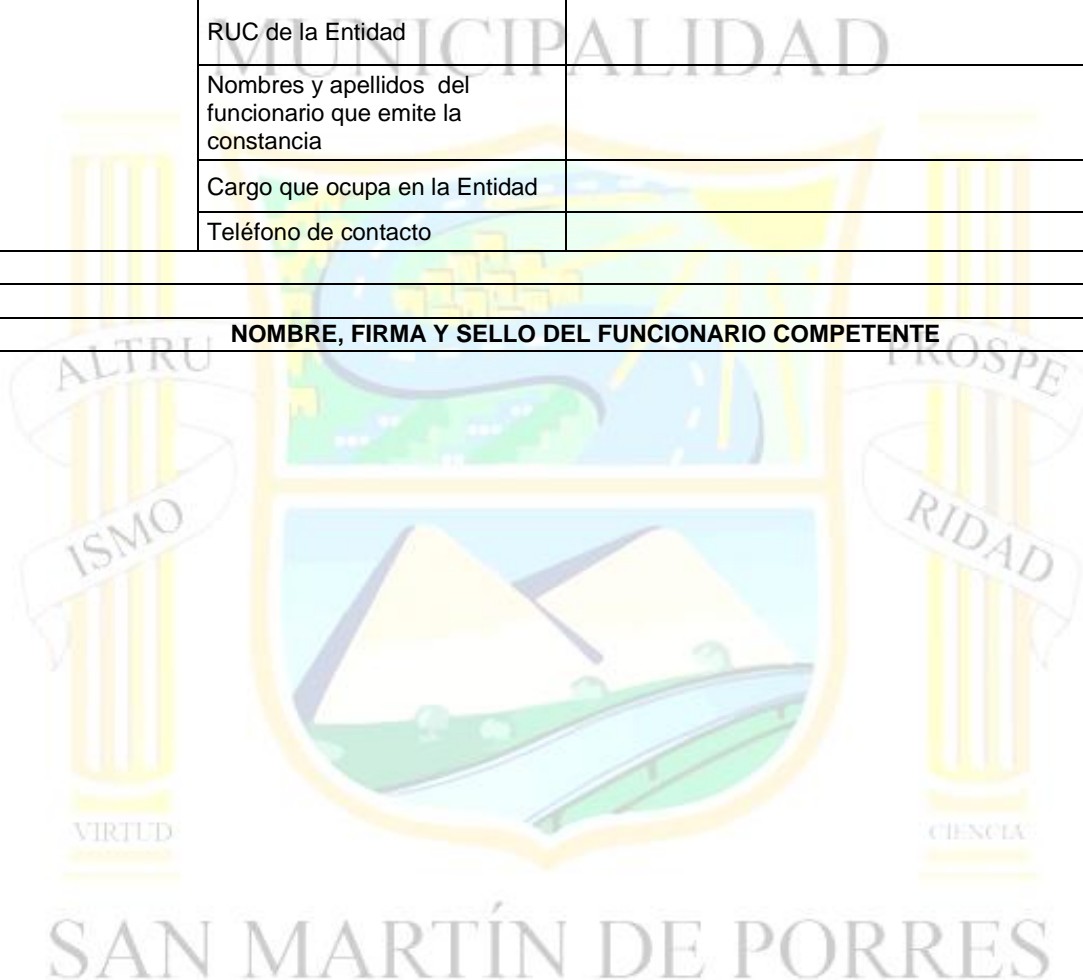 RUC de la Entidad
MUNICIPALIDAD
Nombres y apellidos del
funcionario que emite la
constancia
Cargo que ocupa en la Entidad
Teléfono de contacto
NOMBRE, FIRMA Y SELLO DEL FUNCIONARIO COMPETENTE
ALTRU
ISMO
PROSPE
RIDAD
VIRTUD
CIENCIA
SAN MARTÍN DE PORRES